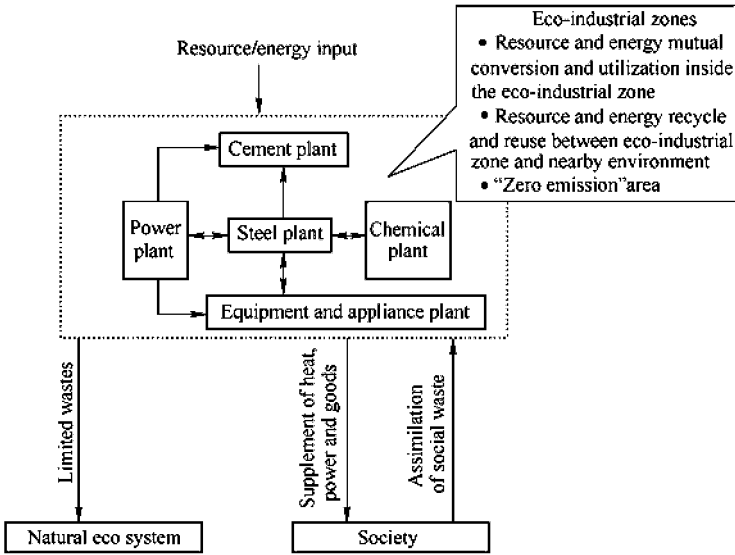 Eco-industrial zones
• Resource and energy mutual
conversion and utilization inside
the eco-industrial zone
• Resource and energy recycle
and reuse between eco-industrial
zone and nearby environment
• “Zero emission”area
Resource/energy input
Cement plant
Power
plant
Steel plant
Chemical
plant
Equipment and appliance plant
Limited wastes
Supplement of heat,
power and goods
Assimilation
of social waste
Natural eco system
Society